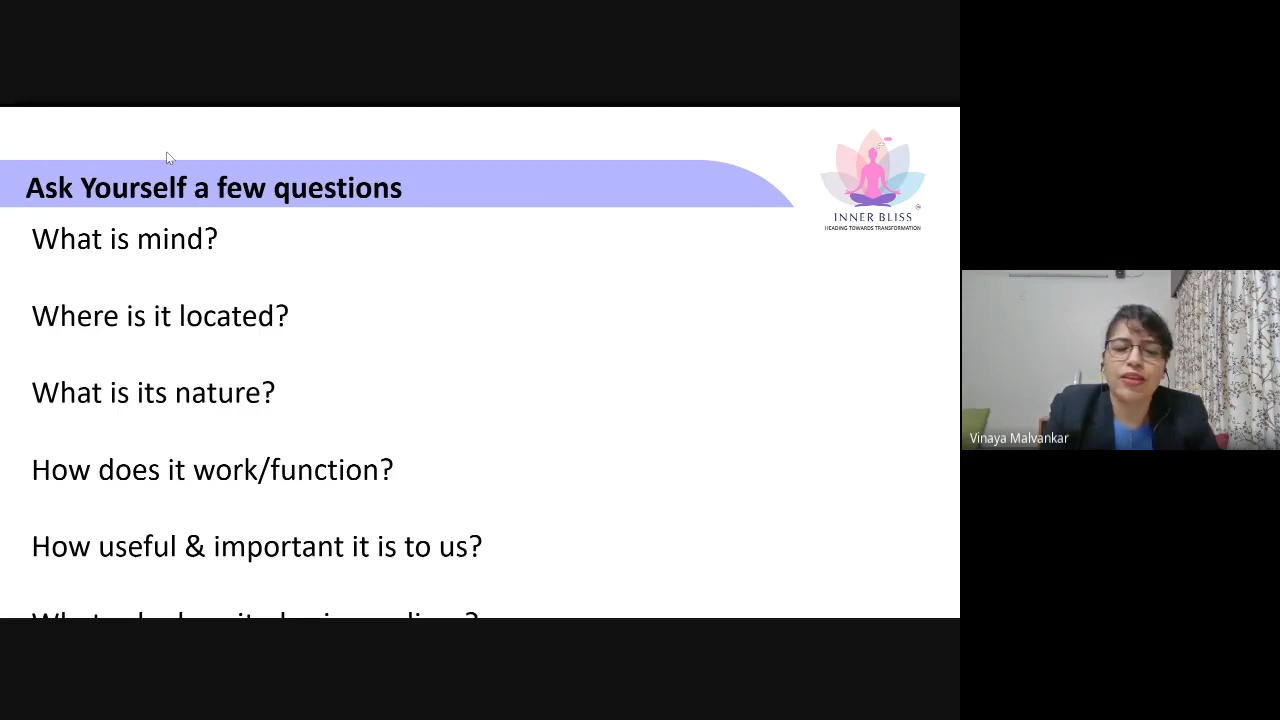 Ask Yourself a few questions
INNER BLISS
HEADING TOWARDS TRANSFORMATION
What is mind?
Where is it located?
What is its nature?
How does it work/function?
How useful & important it is to us?
Vinaya Malvankar